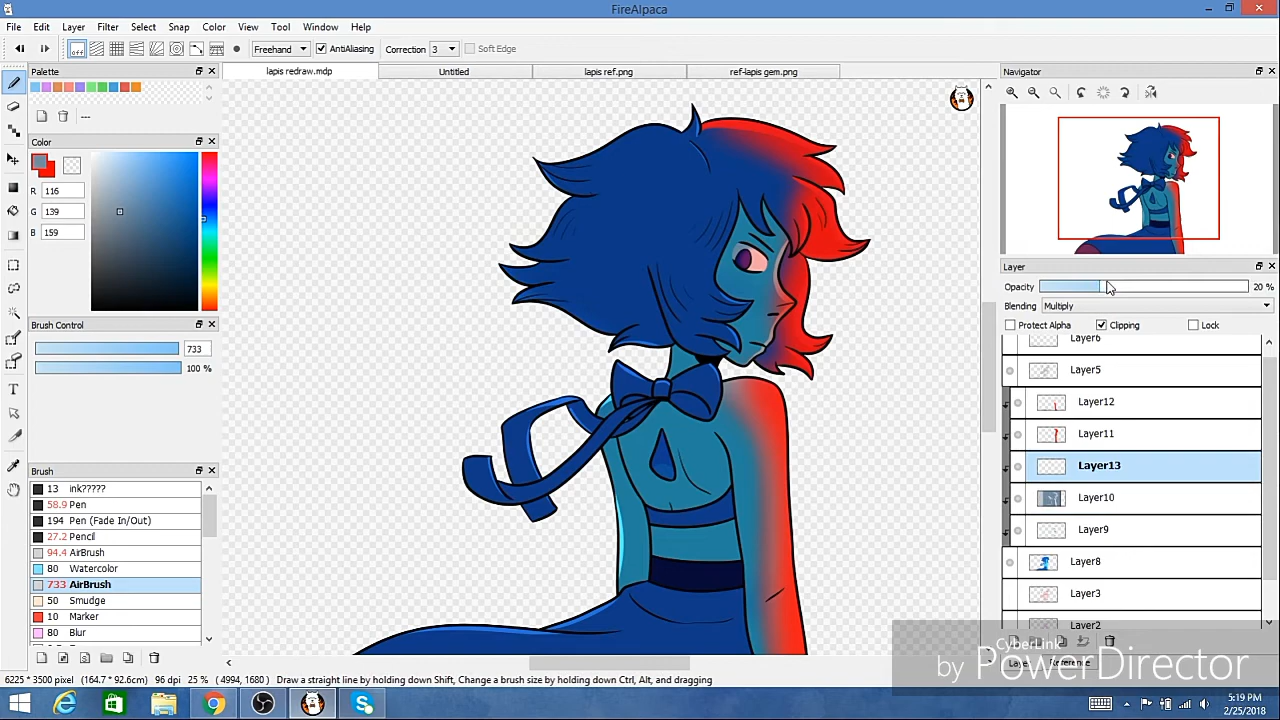 FireAlpaca
File Edit Layer Filter Select Snap Color View Tool Window Help
off Freehand AntiAliasing Correction 3 Soft Edge
Palette
lapis redraw.mdp Untitled lapis ref.png ref-lapis gem.png
Navigator
---
Color
R 116
G 139
B 159
Layer
Opacity 20 %
Blending Multiply
Protect Alpha Clipping Lock
Brush Control
733
100 %
Layer6
Layer5
Layer12
Layer11
Layer13
Layer10
Layer9
Layer8
Layer3
Layer2
Brush
13 ink?????
58.9 Pen
194 Pen (Fade In/Out)
27.2 Pencil
94.4 AirBrush
80 Watercolor
733 AirBrush
50 Smudge
10 Marker
80 Blur
Reference
CyberLink
by PowerDirector
6225 * 3500 pixel (164.7 * 92.6cm) 96 dpi 25 % ( 4994, 1680 ) Draw a straight line by holding down Shift, Change a brush size by holding down Ctrl, Alt, and dragging
5:19 PM
2/25/2018